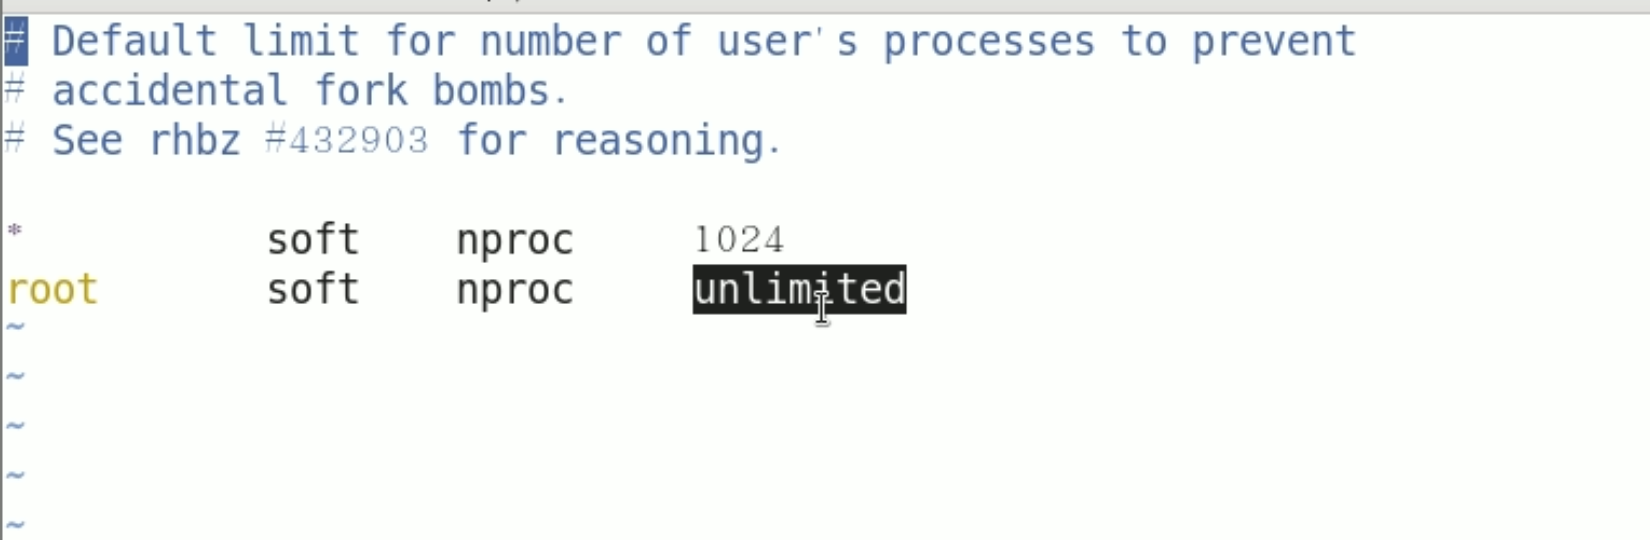 # Default limit for number of user's processes to prevent
# accidental fork bombs.
# See rhbz #432903 for reasoning.
* soft nproc 1024
root soft nproc unlimited
~
~
~
~
~